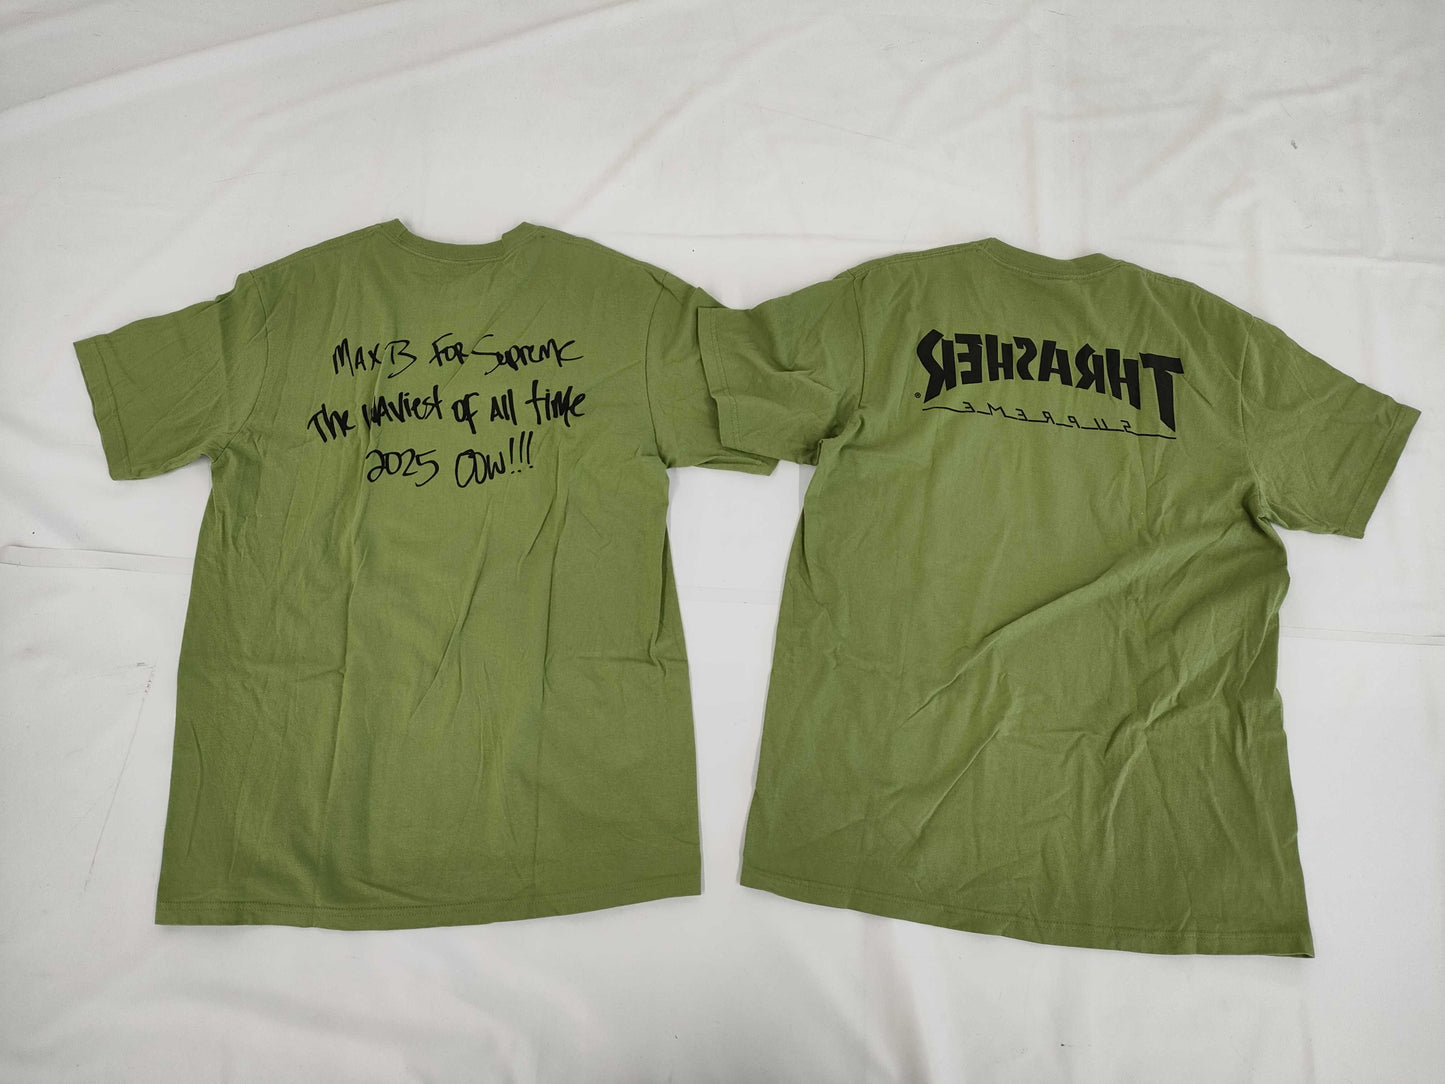 MAX B FOR Supreme
The waviest of all time
2025 OOW!!!
THRASHER®
SUPREME